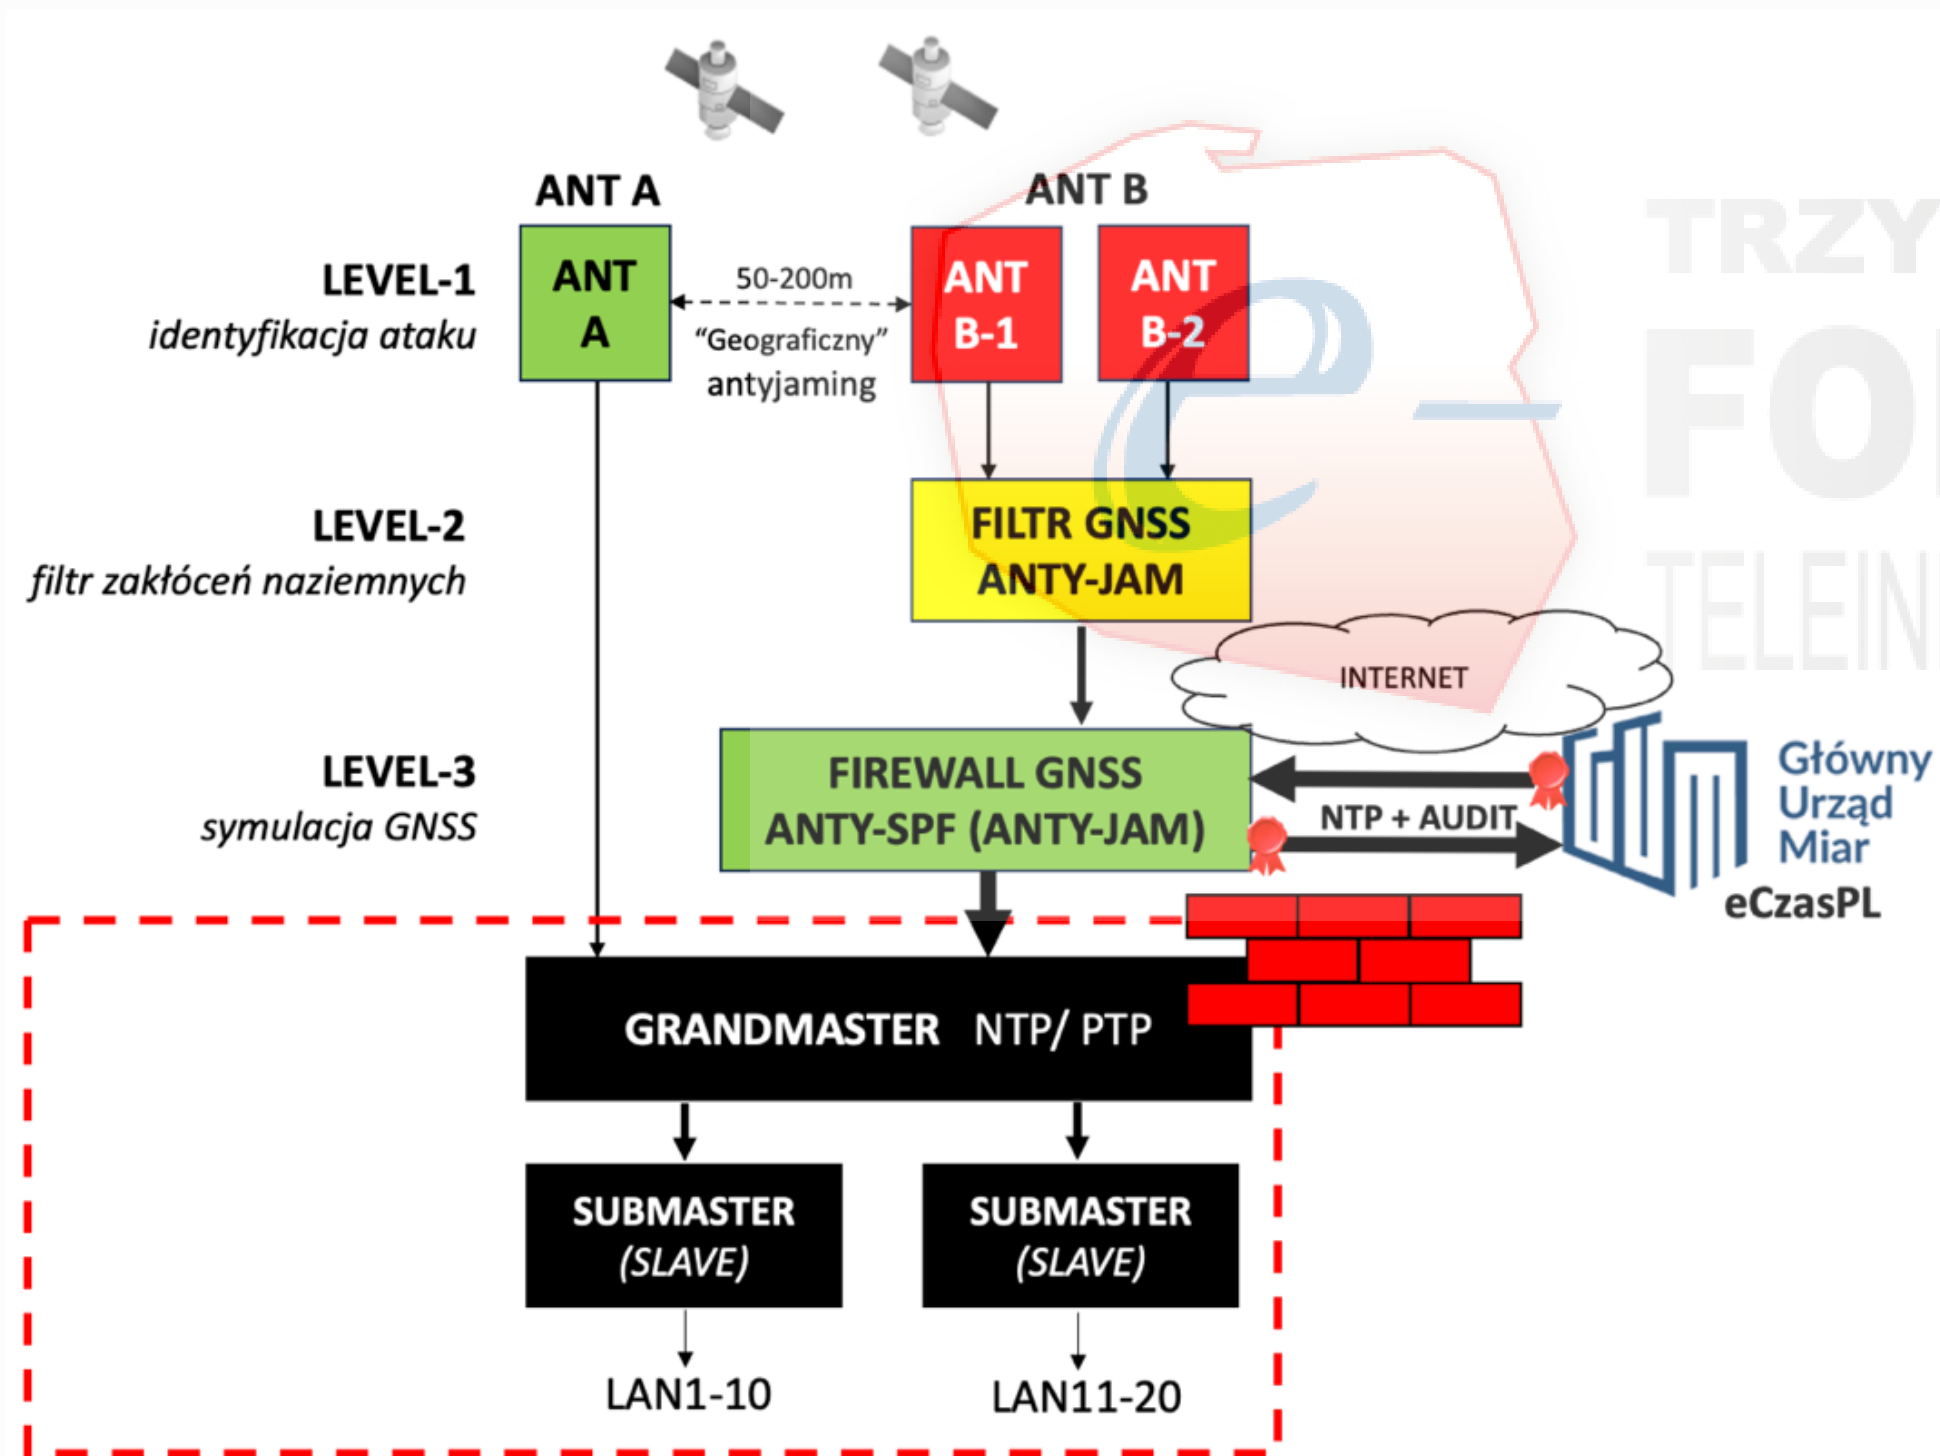 ANT A
ANT B
LEVEL-1
identyfikacja ataku
ANT
A
50-200m
“Geograficzny”
antyjaming
ANT
B-1
ANT
B-2
TRZY
LEVEL-2
filtr zakłóceń naziemnych
FILTR GNSS
ANTY-JAM
INTERNET
LEVEL-3
symulacja GNSS
FIREWALL GNSS
ANTY-SPF (ANTY-JAM)
NTP + AUDIT
Główny
Urząd
Miar
eCzasPL
GRANDMASTER NTP/ PTP
SUBMASTER
(SLAVE)
SUBMASTER
(SLAVE)
LAN1-10
LAN11-20